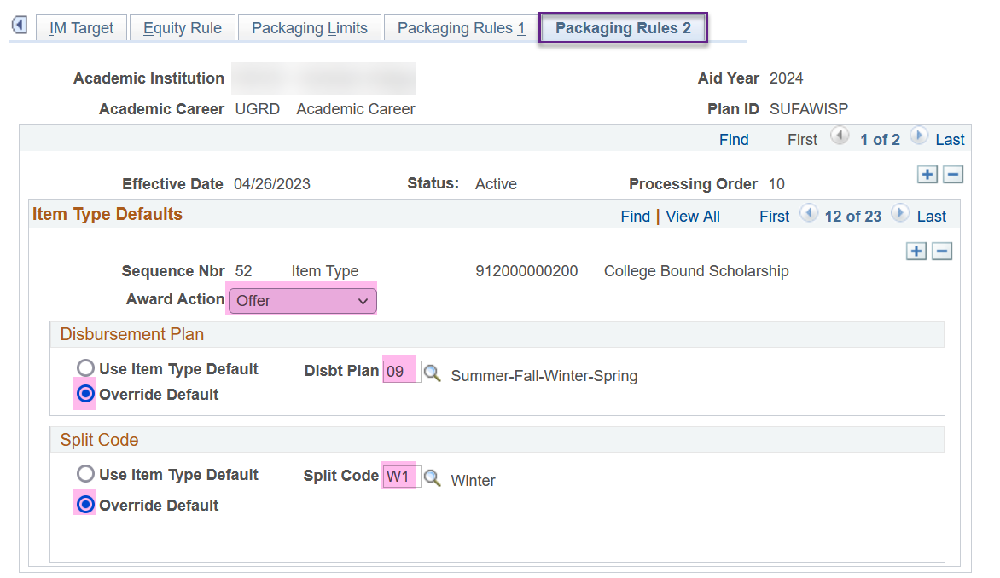 IM Target Equity Rule Packaging Limits Packaging Rules 1 Packaging Rules 2
Academic Institution Aid Year 2024
Academic Career UGRD Academic Career Plan ID SUFAWISP
Find First 1 of 2 Last
Effective Date 04/26/2023 Status: Active Processing Order 10
Item Type Defaults Find | View All First 12 of 23 Last
Sequence Nbr 52 Item Type 912000000200 College Bound Scholarship
Award Action Offer
Disbursement Plan
Use Item Type Default Disbt Plan 09 Summer-Fall-Winter-Spring
Override Default
Split Code
Use Item Type Default Split Code W1 Winter
Override Default